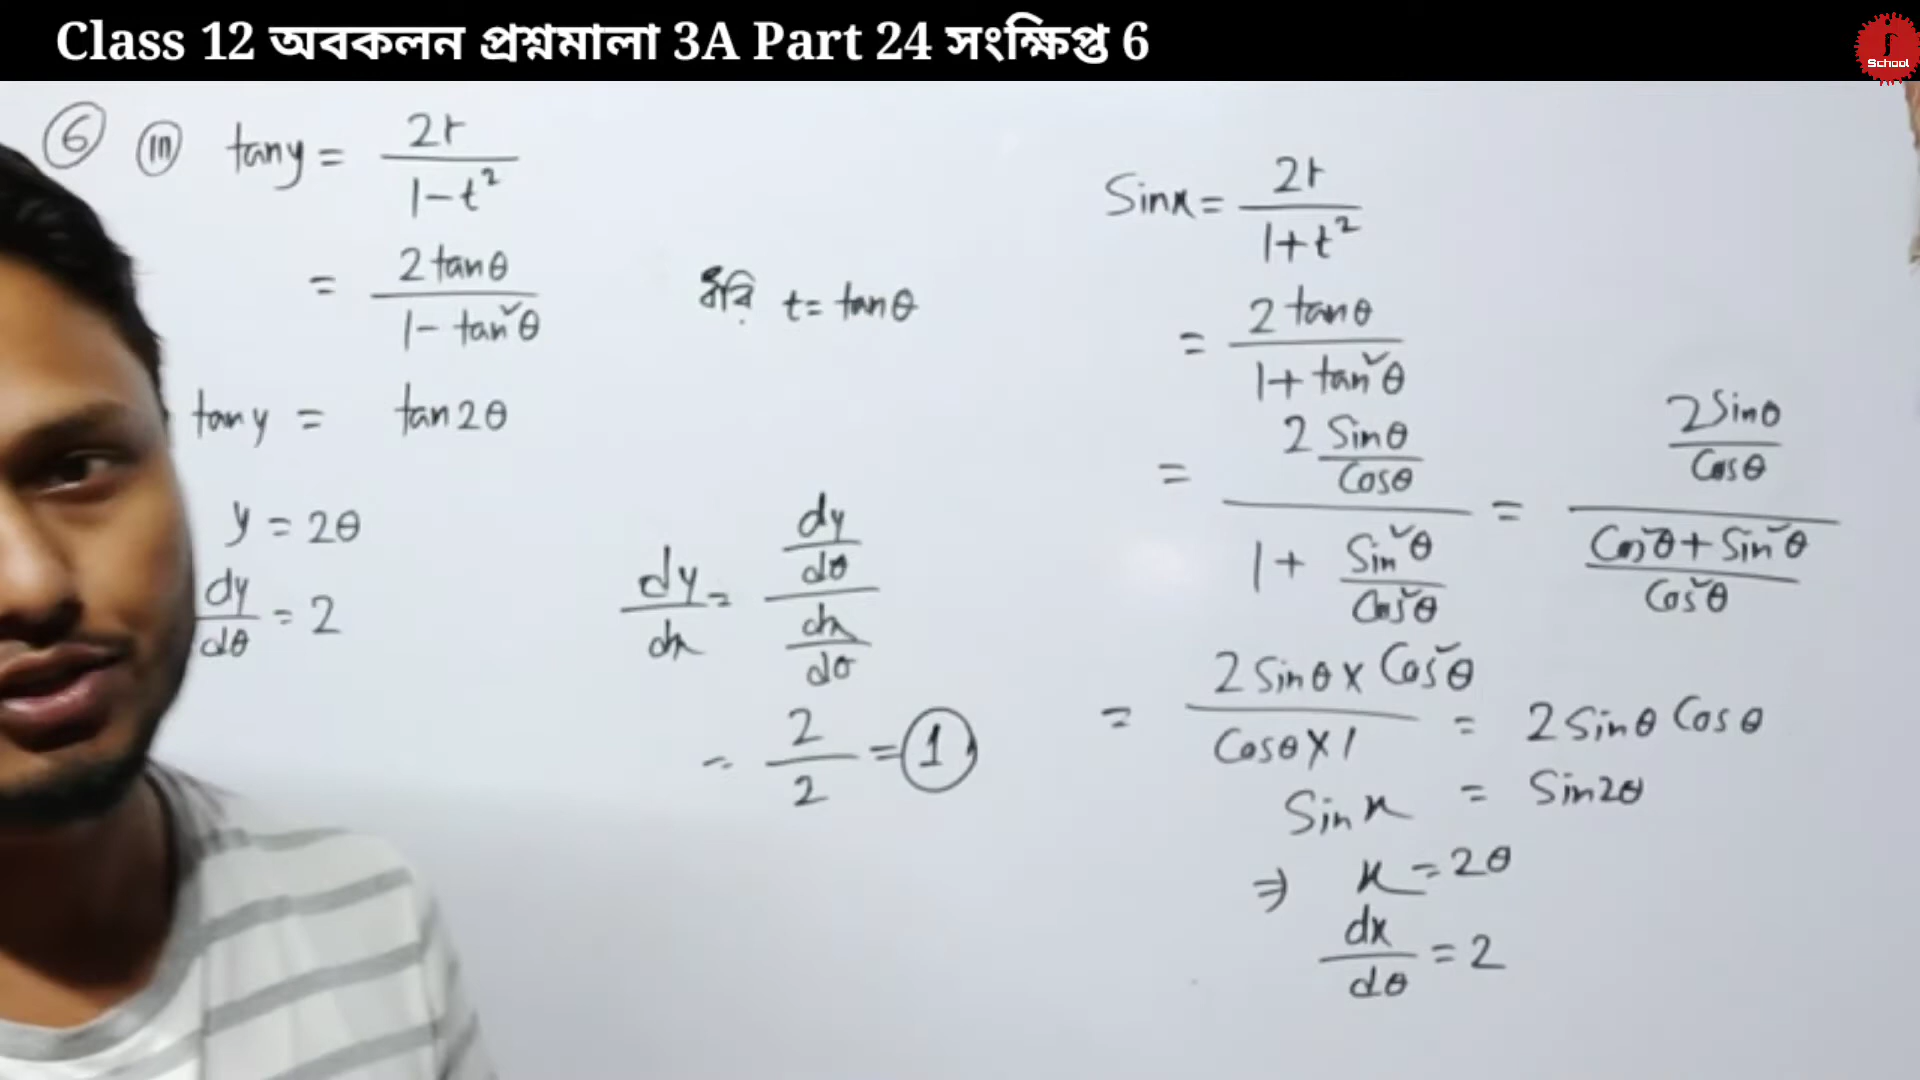 Class 12 অবকলন প্রশ্নমালা 3A Part 24 সংক্ষিপ্ত 6
School
6 (iii) tany = 2t / 1-t²
= 2tanθ / 1-tan²θ
tany = tan2θ
y = 2θ
dy/dθ = 2
ধরি t = tanθ
dy/dx = (dy/dθ) / (dx/dθ)
= 2/2 = 1
Sinx = 2t / 1+t²
= 2tanθ / 1+tan²θ
= (2 Sinθ/Cosθ) / (1 + Sin²θ/Cos²θ) = (2Sinθ/Cosθ) / ((Cos²θ + Sin²θ)/Cos²θ)
= 2Sinθ × Cos²θ / Cosθ × 1 = 2Sinθ Cosθ
Sinx = Sin2θ
⇒ x = 2θ
dx/dθ = 2